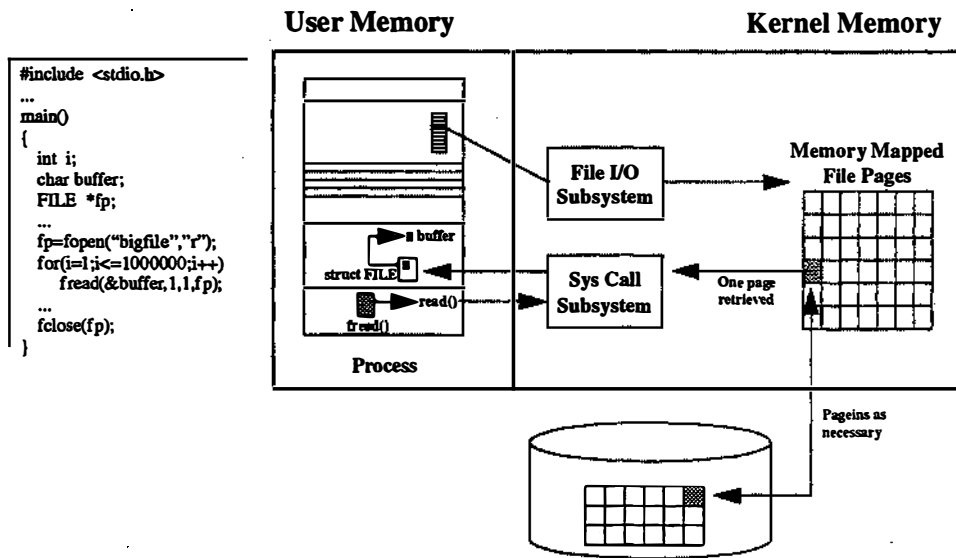 User Memory
Kernel Memory
#include <stdio.h>
...
main()
{
int i;
char buffer;
FILE *fp;
...
fp=fopen("bigfile","r");
for(i=1;i<=1000000;i++)
fread(&buffer,1,1,fp);
...
fclose(fp);
}
buffer
struct FILE
read()
fread()
Process
File I/O
Subsystem
Sys Call
Subsystem
Memory Mapped
File Pages
One page
retrieved
Pageins as
necessary